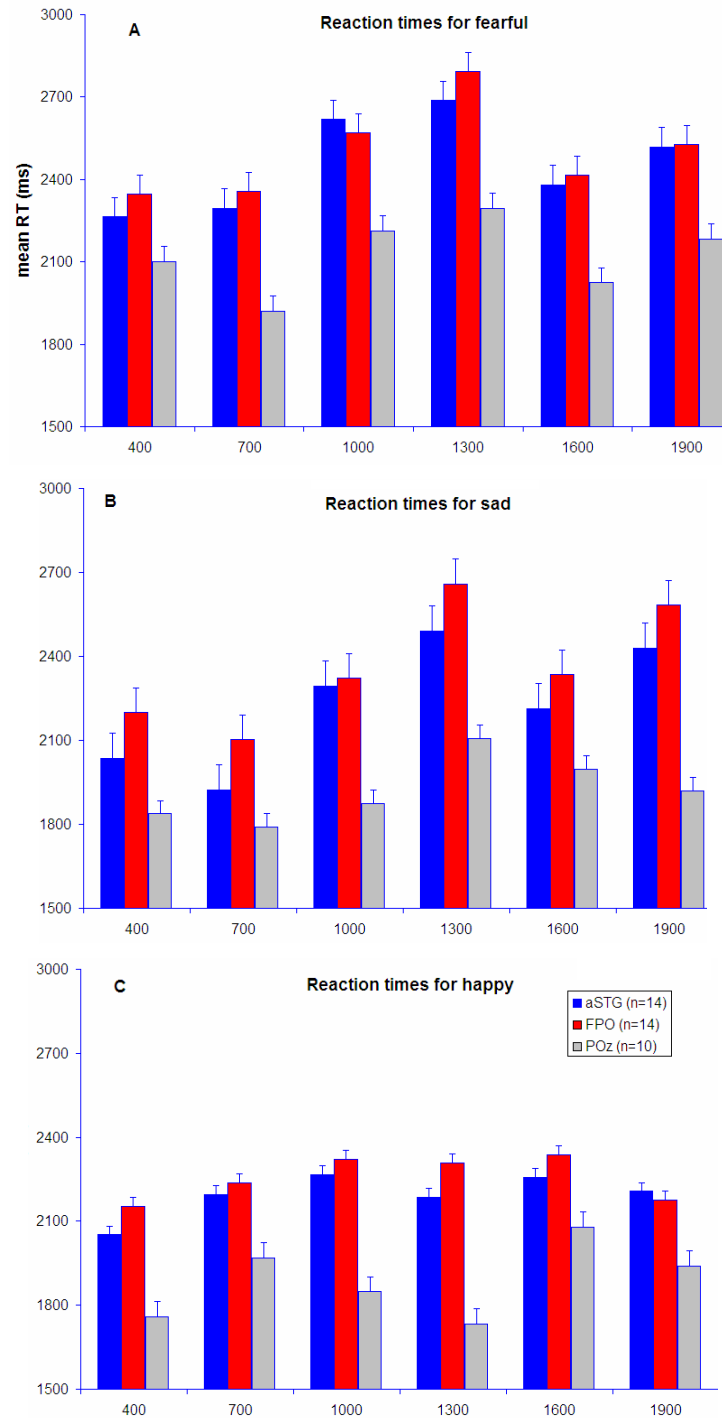 A
Reaction times for fearful
mean RT (ms)
3000
2700
2400
2100
1800
1500
400 700 1000 1300 1600 1900
B
Reaction times for sad
3000
2700
2400
2100
1800
1500
400 700 1000 1300 1600 1900
C
Reaction times for happy
3000
2700
2400
2100
1800
1500
aSTG (n=14)
FPO (n=14)
POz (n=10)
400 700 1000 1300 1600 1900